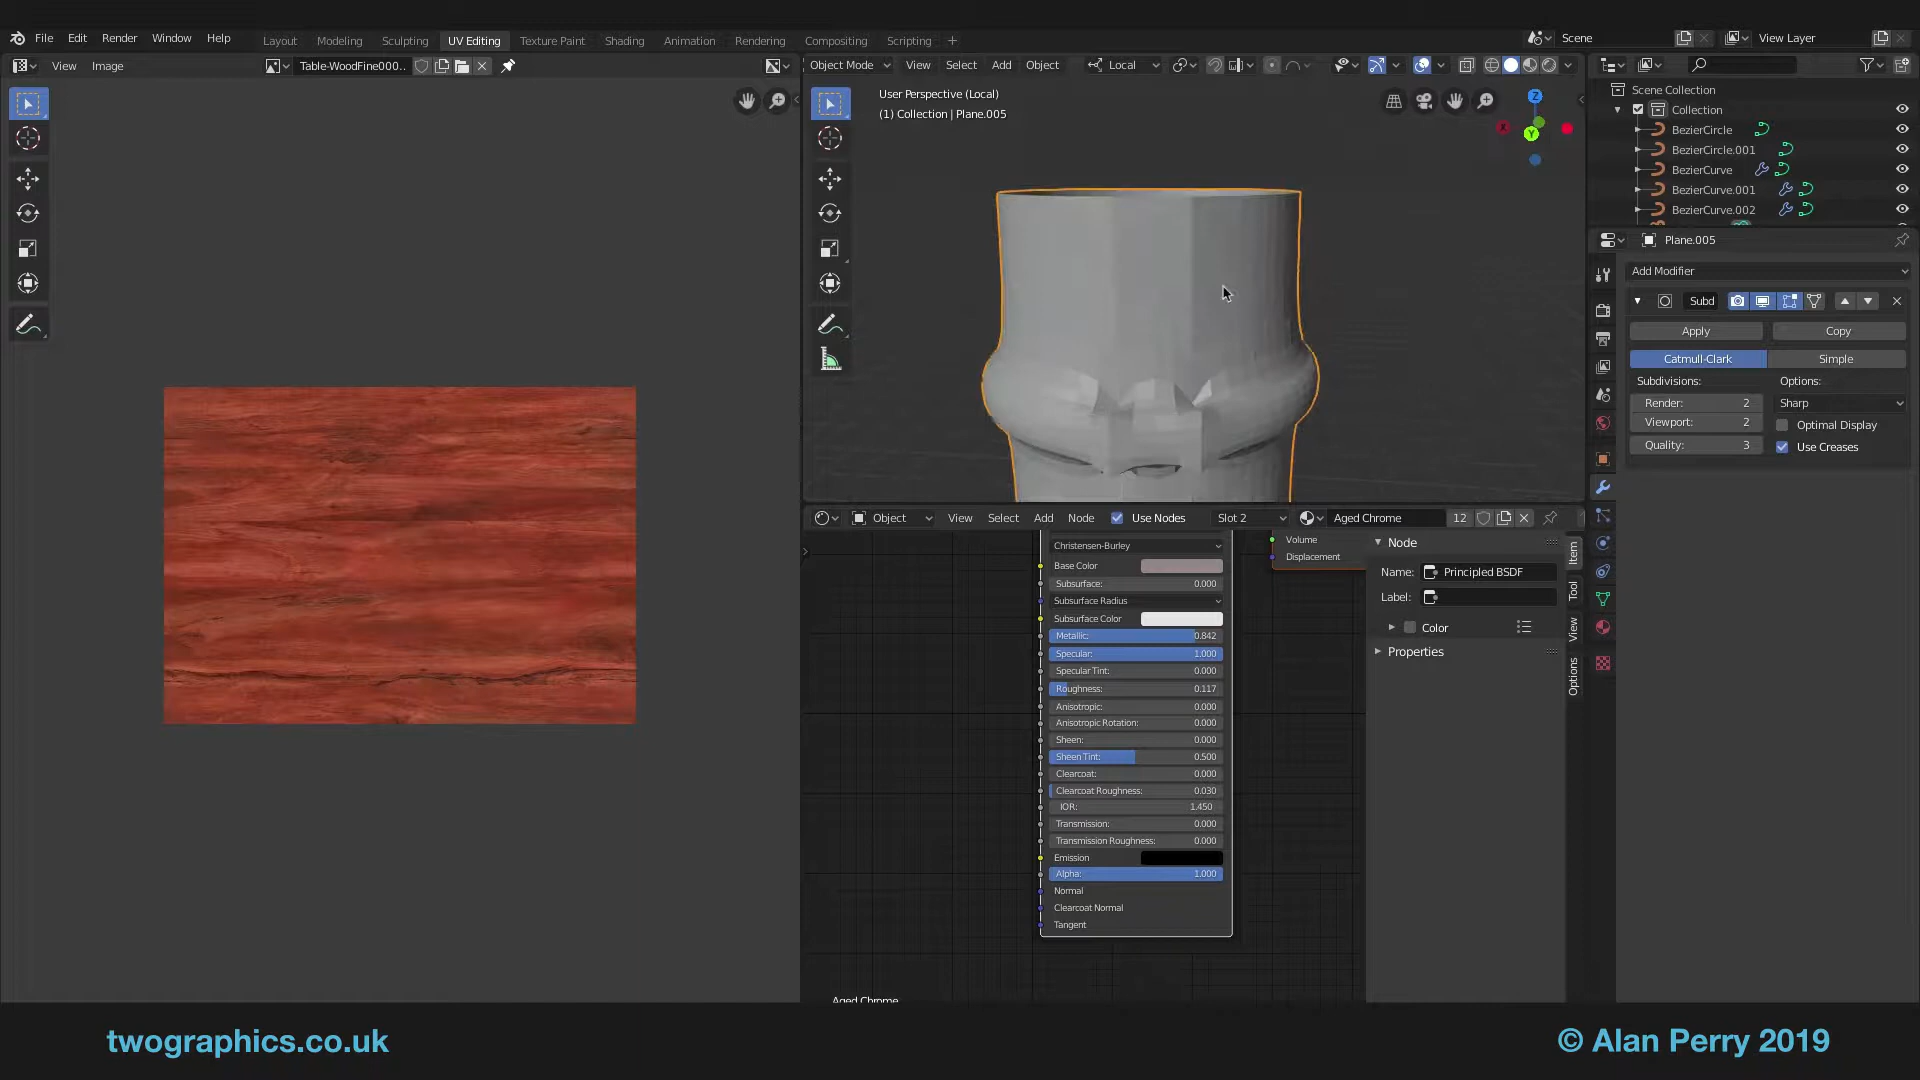 File Edit Render Window Help
Layout Modeling Sculpting UV Editing Texture Paint Shading Animation Rendering Compositing Scripting +
Scene
View Layer
View Image
Table-WoodFine000..
Object Mode View Select Add Object
Local
User Perspective (Local)
(1) Collection | Plane.005
Z
X
Y
Scene Collection
Collection
BezierCircle
BezierCircle.001
BezierCurve
BezierCurve.001
BezierCurve.002
Plane.005
Add Modifier
Subd
Apply Copy
Catmull-Clark Simple
Subdivisions: Options:
Render: 2 Sharp
Viewport: 2 Optimal Display
Quality: 3 Use Creases
Object View Select Add Node Use Nodes Slot 2 Aged Chrome 12
Christensen-Burley
Base Color
Subsurface: 0.000
Subsurface Radius
Subsurface Color
Metallic: 0.842
Specular: 1.000
Specular Tint: 0.000
Roughness: 0.117
Anisotropic: 0.000
Anisotropic Rotation: 0.000
Sheen: 0.000
Sheen Tint: 0.500
Clearcoat: 0.000
Clearcoat Roughness: 0.030
IOR: 1.450
Transmission: 0.000
Transmission Roughness: 0.000
Emission
Alpha: 1.000
Normal
Clearcoat Normal
Tangent
Volume
Displacement
Node
Name: Principled BSDF
Label:
Color
Properties
Item
Tool
View
Options
Aged Chrome
twographics.co.uk
© Alan Perry 2019